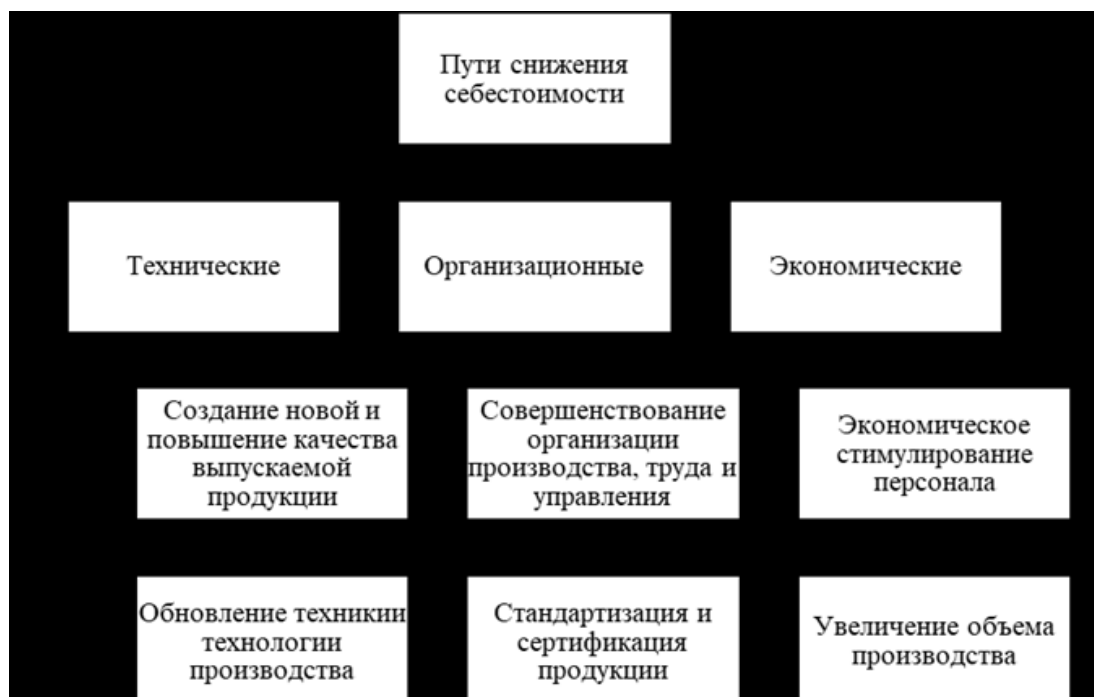 Пути снижения
себестоимости
Технические
Организационные
Экономические
Создание новой и
повышение качества
выпускаемой
продукции
Совершенствование
организации
производства, труда и
управления
Экономическое
стимулирование
персонала
Обновление техникии
технологии
производства
Стандартизация и
сертификация
продукции
Увеличение объема
производства